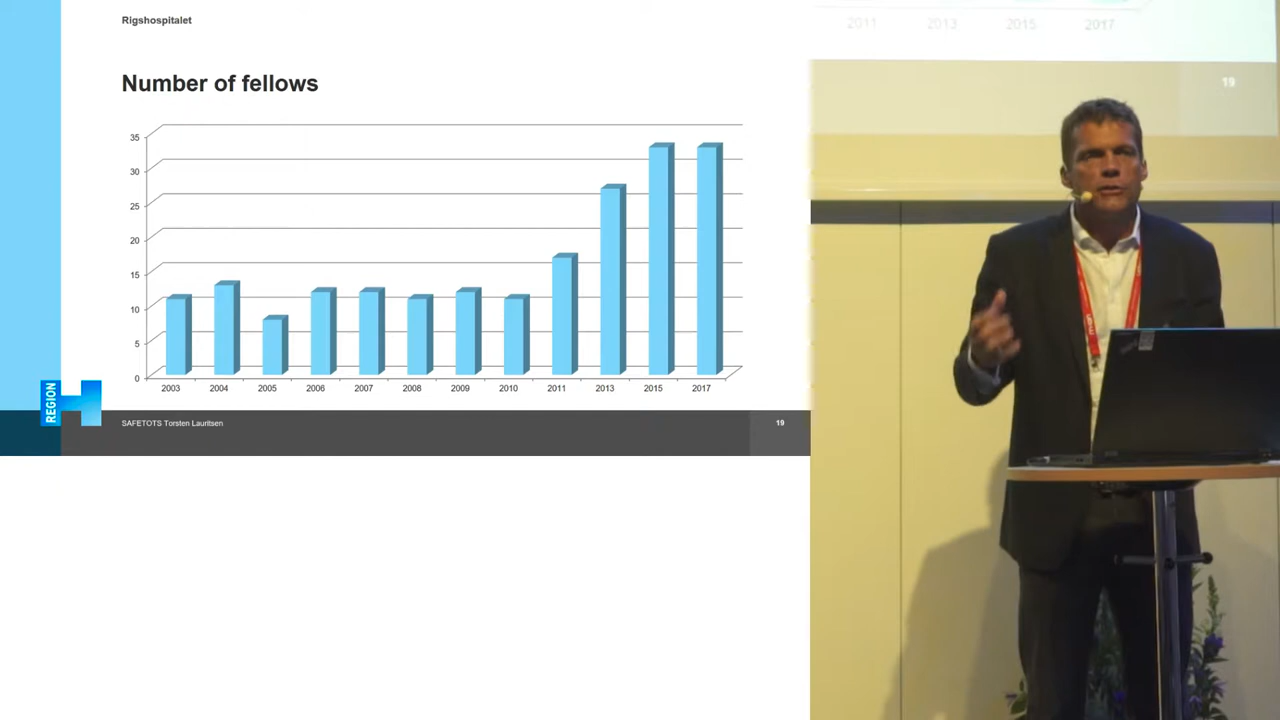 Rigshospitalet
Number of fellows
35
30
25
20
15
10
5
0
2003 2004 2005 2006 2007 2008 2009 2010 2011 2013 2015 2017
REGION
H
SAFETOTS Torsten Lauritsen
19
2011 2013 2015 2017
19